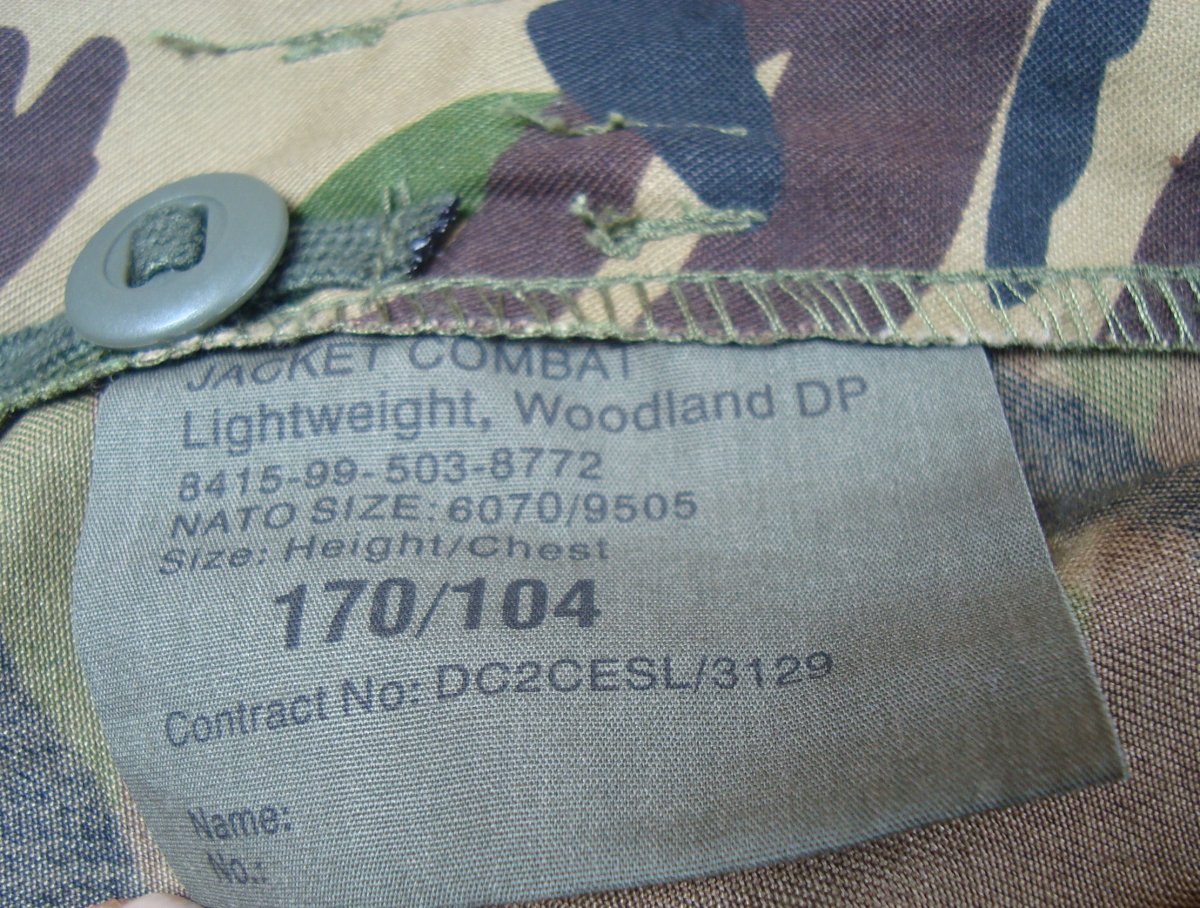 JACKET COMBAT
Lightweight, Woodland DP
8415-99-503-8772
NATO SIZE: 6070/9505
Size: Height/Chest
170/104
Contract No: DC2CESL/3129
Name:
No.: